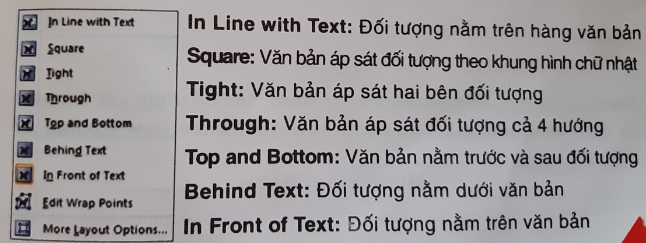 In Line with Text
Square
Tight
Through
Top and Bottom
Behind Text
In Front of Text
Edit Wrap Points
More Layout Options...
In Line with Text: Đối tượng nằm trên hàng văn bản
Square: Văn bản áp sát đối tượng theo khung hình chữ nhật
Tight: Văn bản áp sát hai bên đối tượng
Through: Văn bản áp sát đối tượng cả 4 hướng
Top and Bottom: Văn bản nằm trước và sau đối tượng
Behind Text: Đối tượng nằm dưới văn bản
In Front of Text: Đối tượng nằm trên văn bản